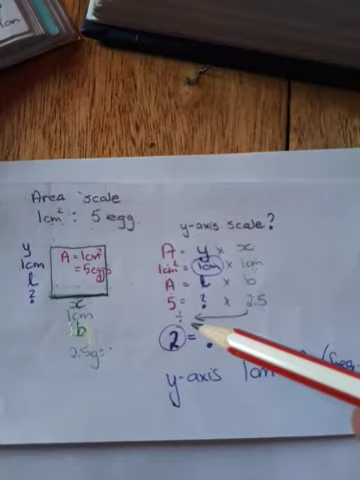 Area scale
1cm² : 5 egg
y
1cm
l
?
A = 1cm²
= 5egg
x
1cm
b
2.5g=
y-axis scale?
A = y × x
1cm² = 1cm × 1cm
A = l × b
5 = ? × 2.5
÷
2 = ?
y-axis 1cm